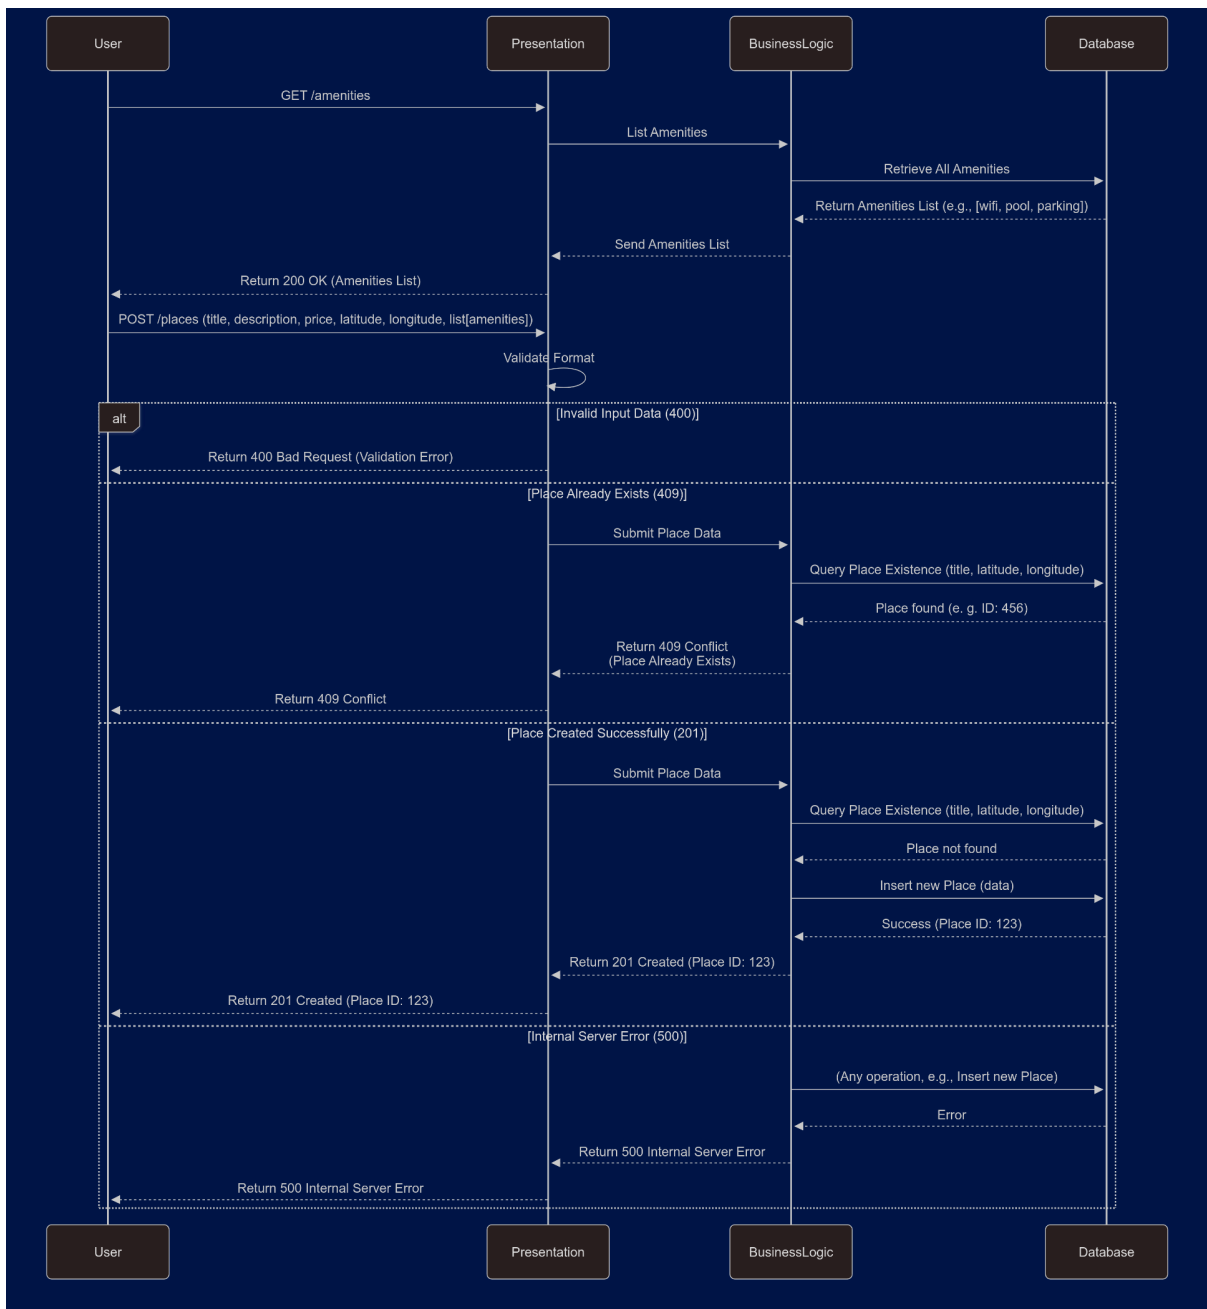 User
Presentation
BusinessLogic
Database
GET /amenities
List Amenities
Retrieve All Amenities
Return Amenities List (e.g., [wifi, pool, parking])
Send Amenities List
Return 200 OK (Amenities List)
POST /places (title, description, price, latitude, longitude, list[amenities])
Validate Format
alt
[Invalid Input Data (400)]
Return 400 Bad Request (Validation Error)
[Place Already Exists (409)]
Submit Place Data
Query Place Existence (title, latitude, longitude)
Place found (e. g. ID: 456)
Return 409 Conflict
(Place Already Exists)
Return 409 Conflict
[Place Created Successfully (201)]
Submit Place Data
Query Place Existence (title, latitude, longitude)
Place not found
Insert new Place (data)
Success (Place ID: 123)
Return 201 Created (Place ID: 123)
Return 201 Created (Place ID: 123)
[Internal Server Error (500)]
(Any operation, e.g., Insert new Place)
Error
Return 500 Internal Server Error
Return 500 Internal Server Error
User
Presentation
BusinessLogic
Database